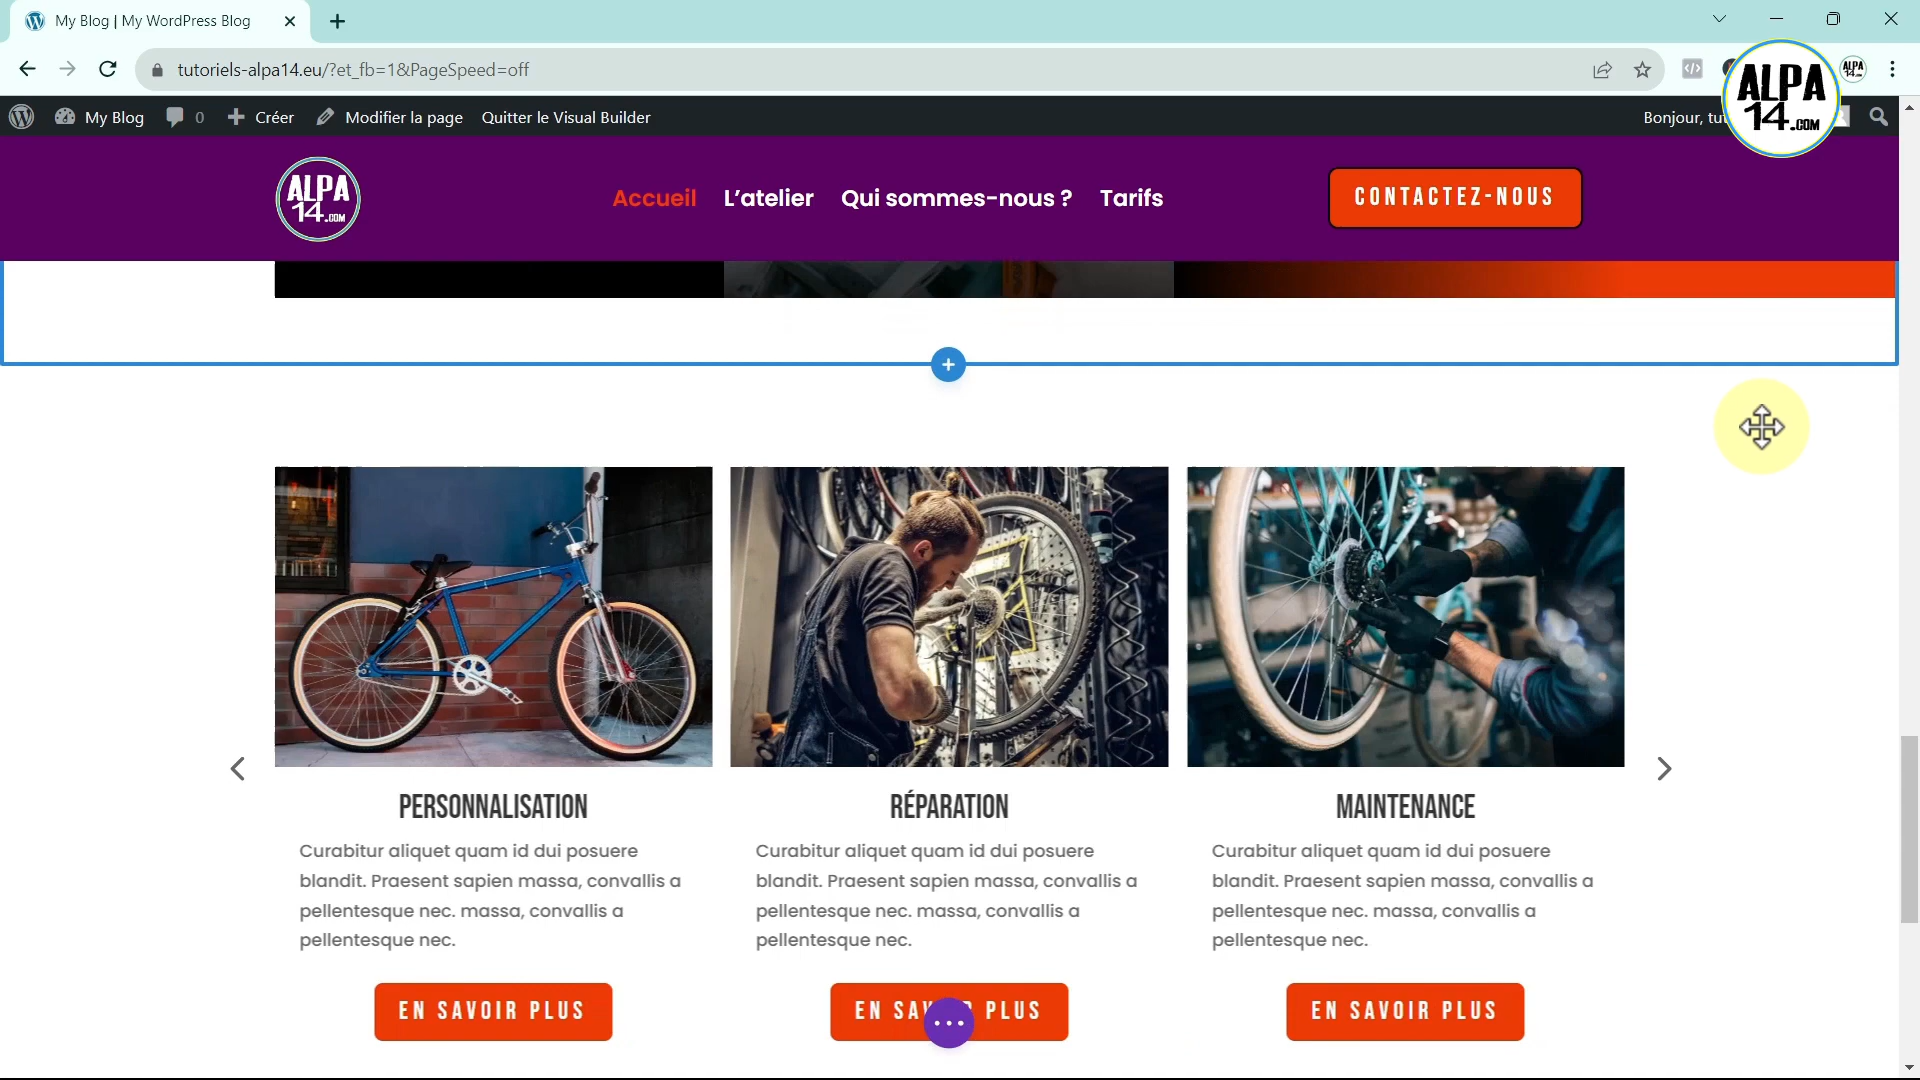 My Blog | My WordPress Blog
tutoriels-alpa14.eu/?et_fb=1&PageSpeed=off
ALPA
14.COM
My Blog
0
Créer
Modifier la page
Quitter le Visual Builder
Bonjour, tu
ALPA
14.COM
ALPA
14.COM
Accueil
L’atelier
Qui sommes-nous ?
Tarifs
CONTACTEZ-NOUS
PERSONNALISATION
Curabitur aliquet quam id dui posuere
blandit. Praesent sapien massa, convallis a
pellentesque nec. massa, convallis a
pellentesque nec.
EN SAVOIR PLUS
RÉPARATION
Curabitur aliquet quam id dui posuere
blandit. Praesent sapien massa, convallis a
pellentesque nec. massa, convallis a
pellentesque nec.
EN SAV PLUS
MAINTENANCE
Curabitur aliquet quam id dui posuere
blandit. Praesent sapien massa, convallis a
pellentesque nec. massa, convallis a
pellentesque nec.
EN SAVOIR PLUS